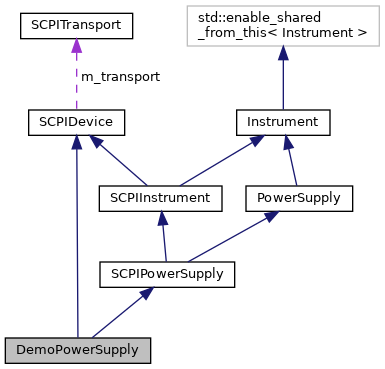 SCPITransport
std::enable_shared
_from_this< Instrument >
m_transport
SCPIDevice
Instrument
SCPIInstrument
PowerSupply
SCPIPowerSupply
DemoPowerSupply